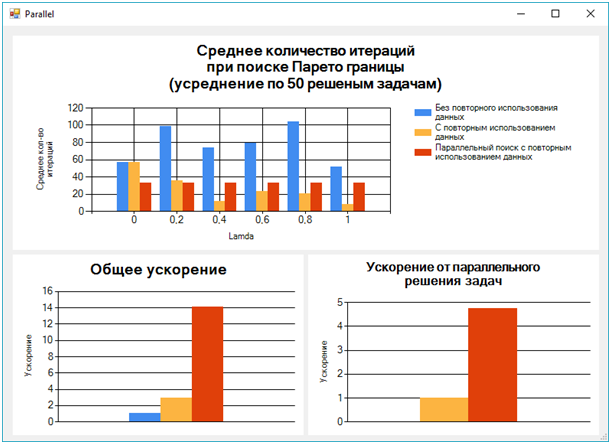 Parallel
Среднее количество итераций
при поиске Парето границы
(усреднение по 50 решеным задачам)
Среднее кол-во
итераций
120
100
80
60
40
20
0
0
0,2
0,4
0,6
0,8
1
Lamda
Без повторного использования
данных
С повторным использованием
данных
Параллельный поиск с повторным
использованием данных
Общее ускорение
Ускорение
16
14
12
10
8
6
4
2
0
Ускорение от параллельного
решения задач
Ускорение
5
4
3
2
1
0